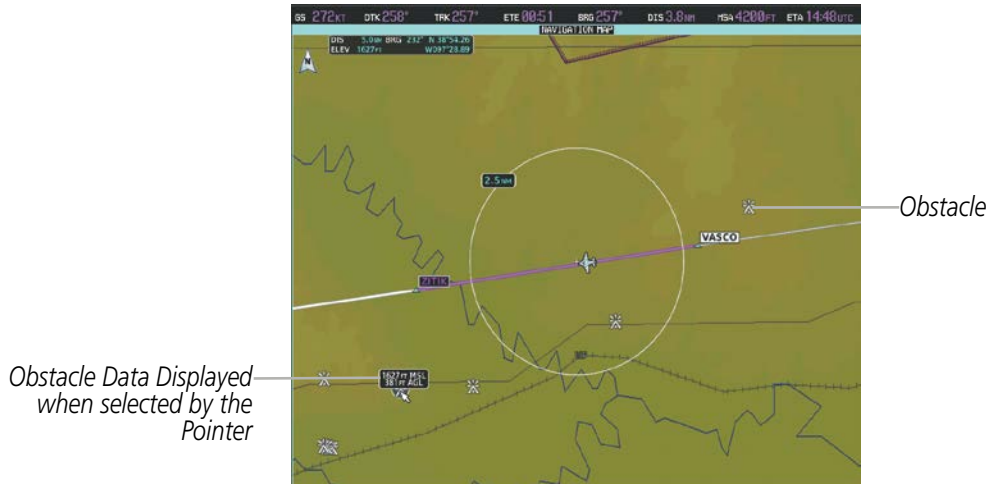 GS 272KT DTK 258° TRK 257° ETE 00:51 BRG 257° DIS 3.8NM MSA 4200FT ETA 14:48UTC
NAVIGATION MAP
DIS 5.0NM BRG 232° N 38°54.26
ELEV 1627FT W097°28.89
N
2.5NM
Obstacle
VASCO
1627FT MSL
381FT AGL
Obstacle Data Displayed
when selected by the
Pointer